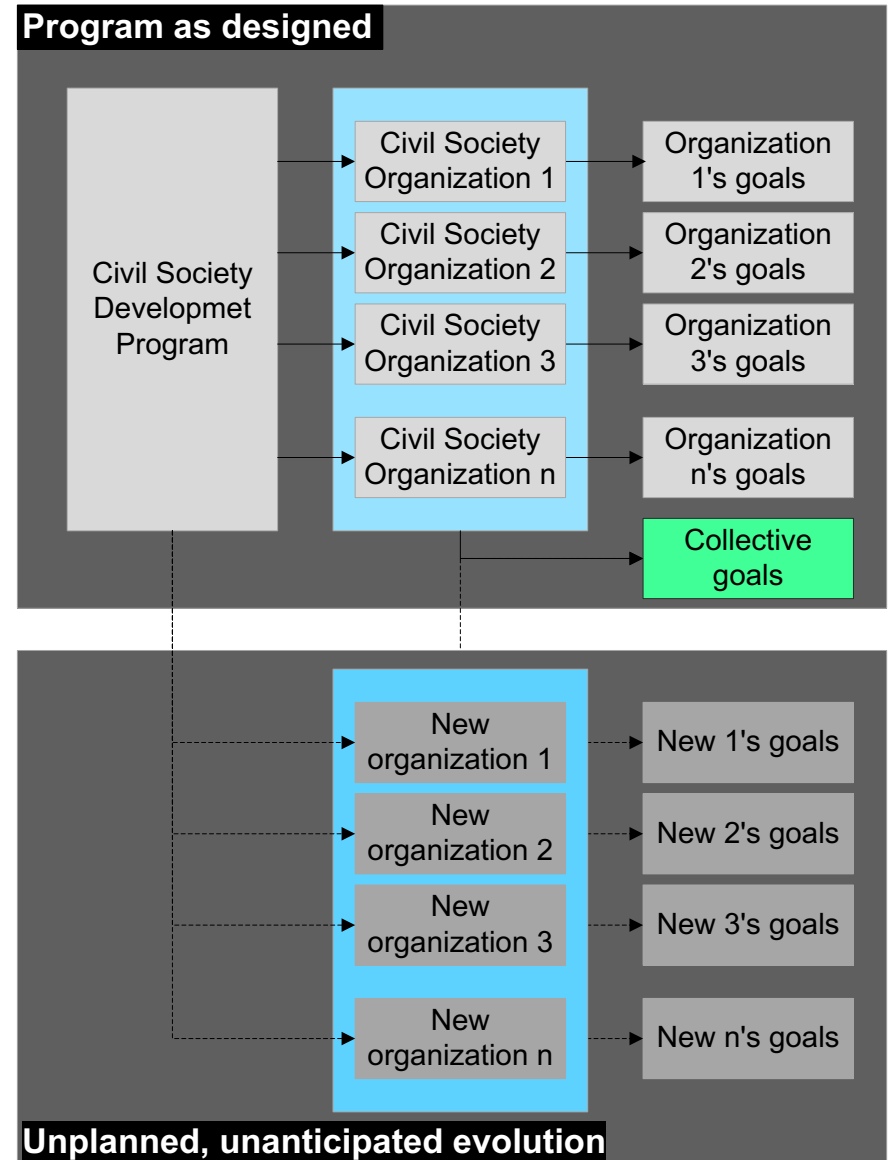 Program as designed
Civil Society
Developmet
Program
Civil Society
Organization 1
Organization
1's goals
Civil Society
Organization 2
Organization
2's goals
Civil Society
Organization 3
Organization
3's goals
Civil Society
Organization n
Organization
n's goals
Collective
goals
New
organization 1
New 1's goals
New
organization 2
New 2's goals
New
organization 3
New 3's goals
New
organization n
New n's goals
Unplanned, unanticipated evolution